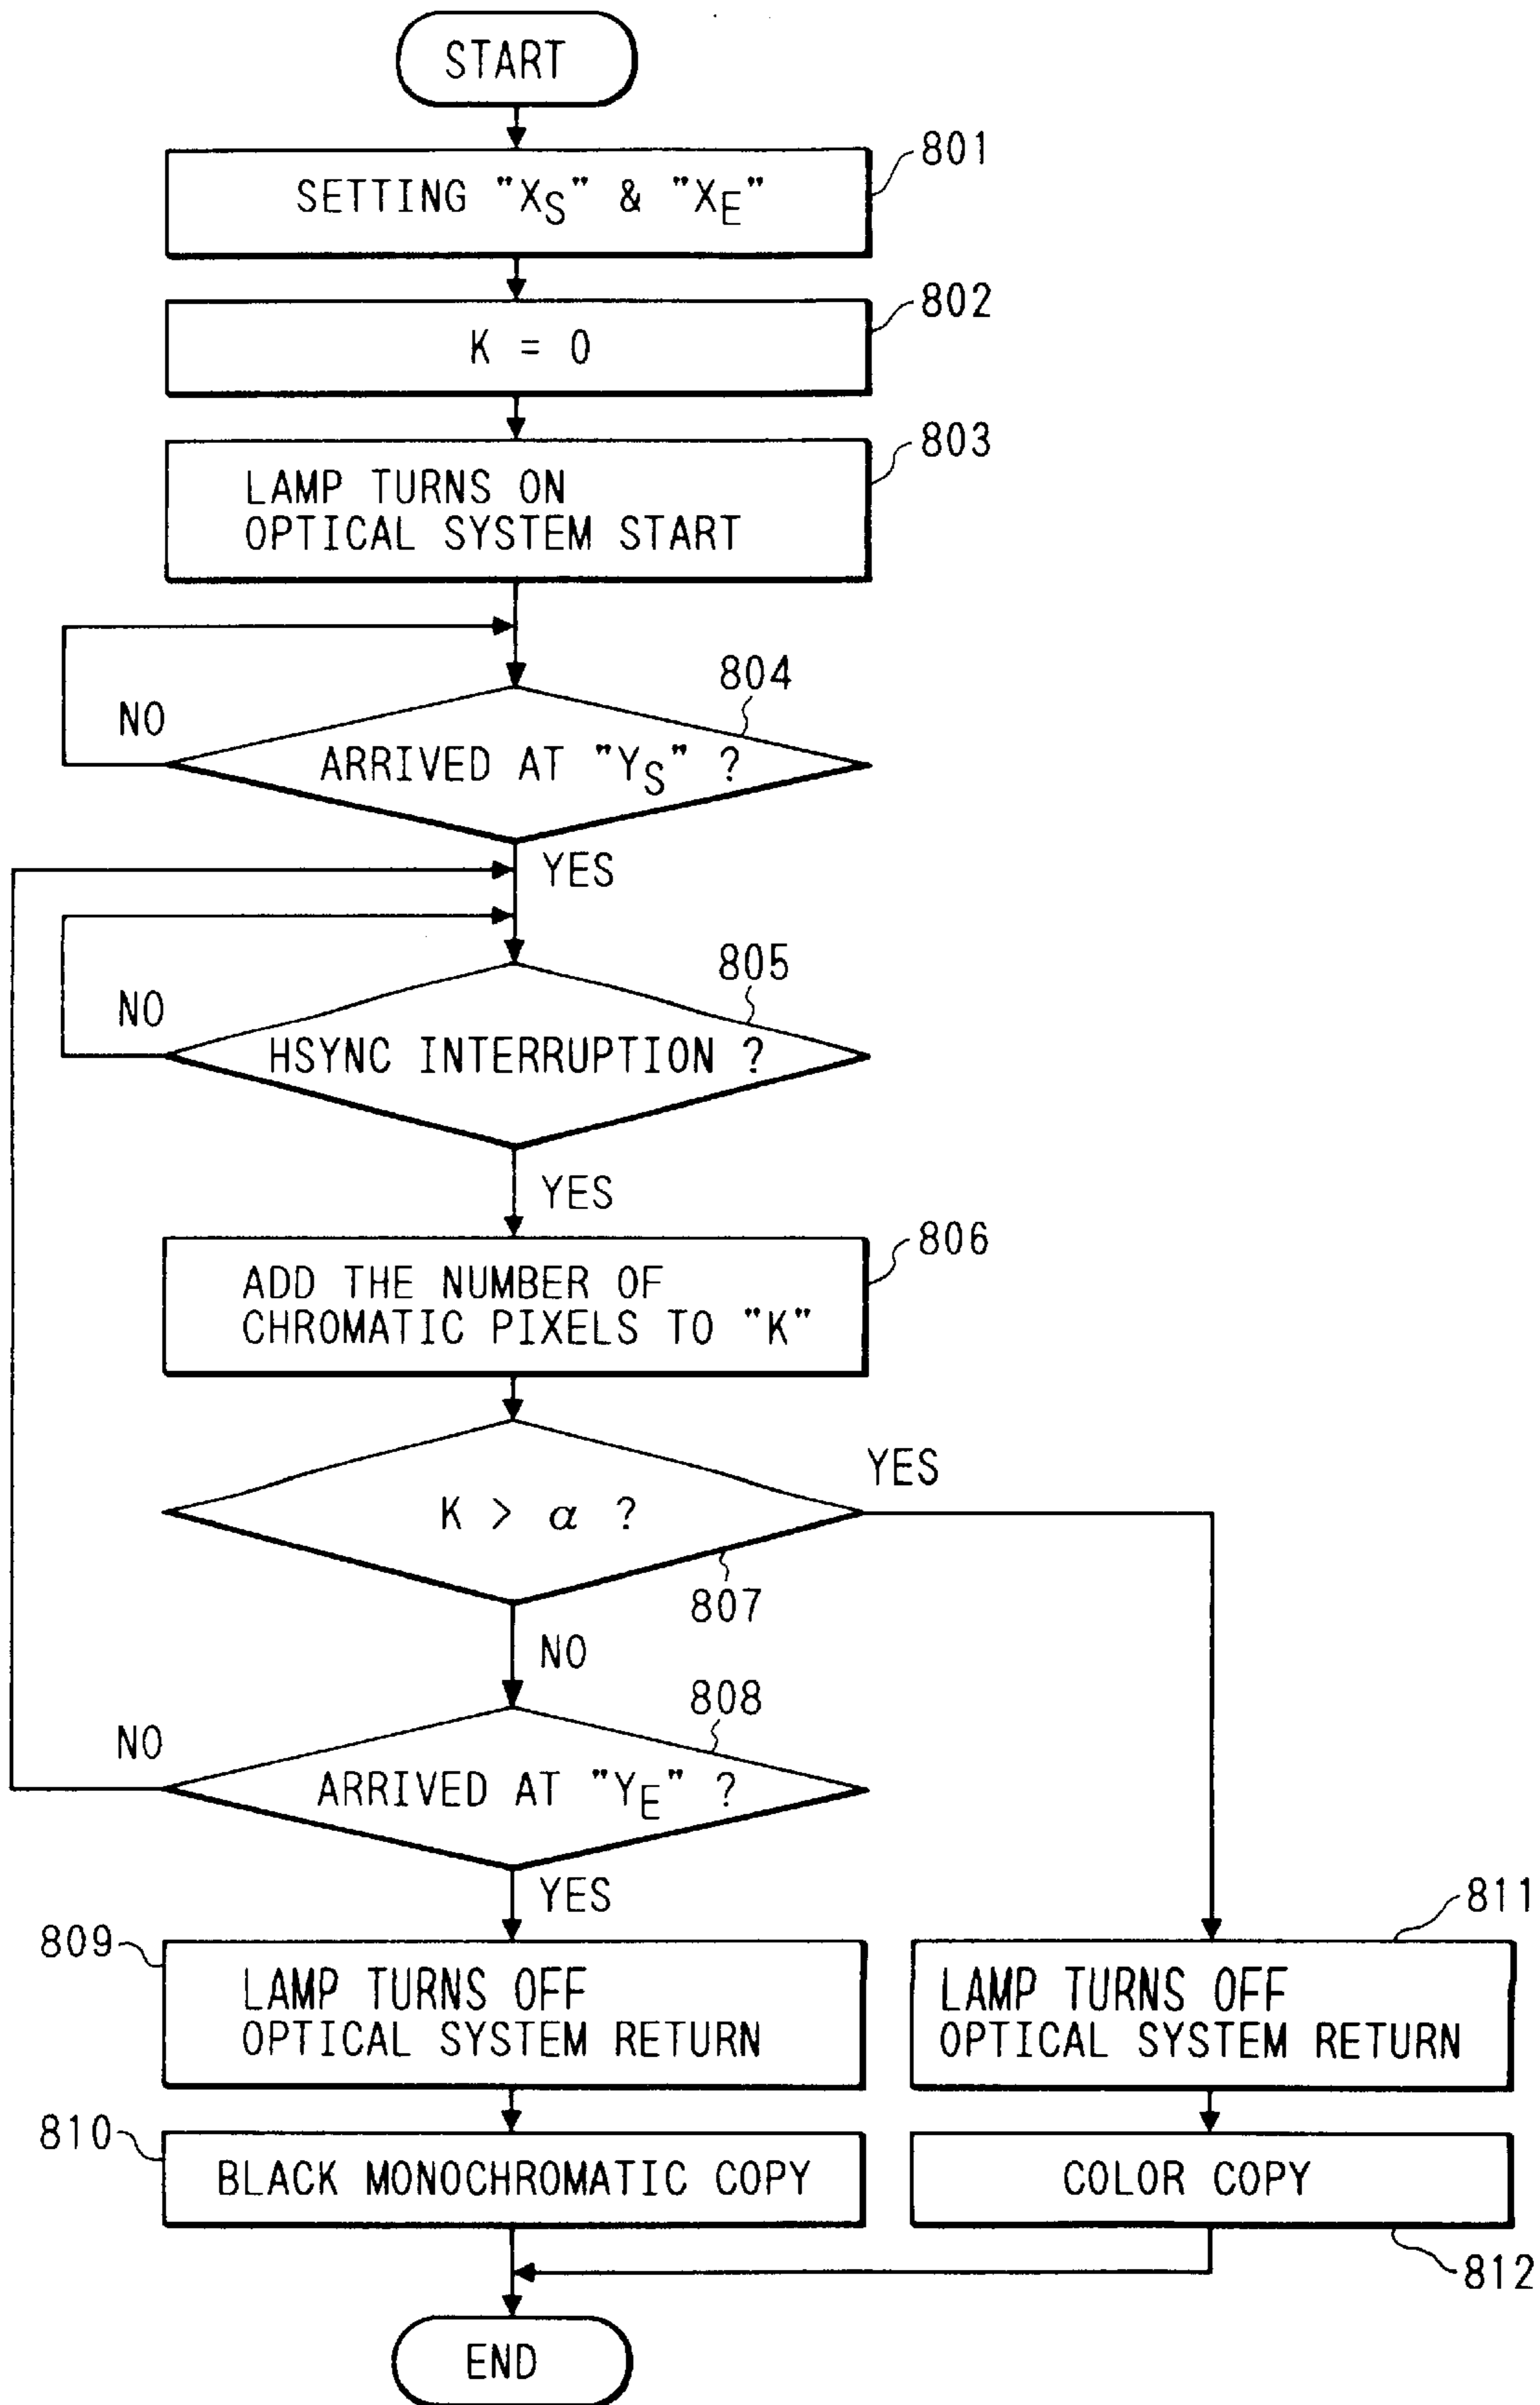 START
801
SETTING "XS" & "XE"
802
K = 0
803
LAMP TURNS ON
OPTICAL SYSTEM START
804
NO
ARRIVED AT "YS" ?
YES
805
NO
HSYNC INTERRUPTION ?
YES
806
ADD THE NUMBER OF
CHROMATIC PIXELS TO "K"
YES
K > α ?
807
NO
808
NO
ARRIVED AT "YE" ?
YES
811
809
LAMP TURNS OFF
OPTICAL SYSTEM RETURN
LAMP TURNS OFF
OPTICAL SYSTEM RETURN
810
BLACK MONOCHROMATIC COPY
COLOR COPY
812
END